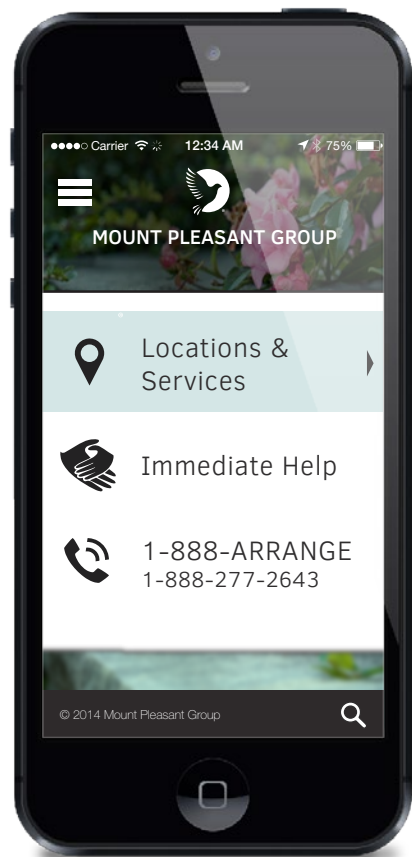 Carrier 12:34 AM 75%
MOUNT PLEASANT GROUP
Locations &
Services
Immediate Help
1-888-ARRANGE
1-888-277-2643
© 2014 Mount Pleasant Group